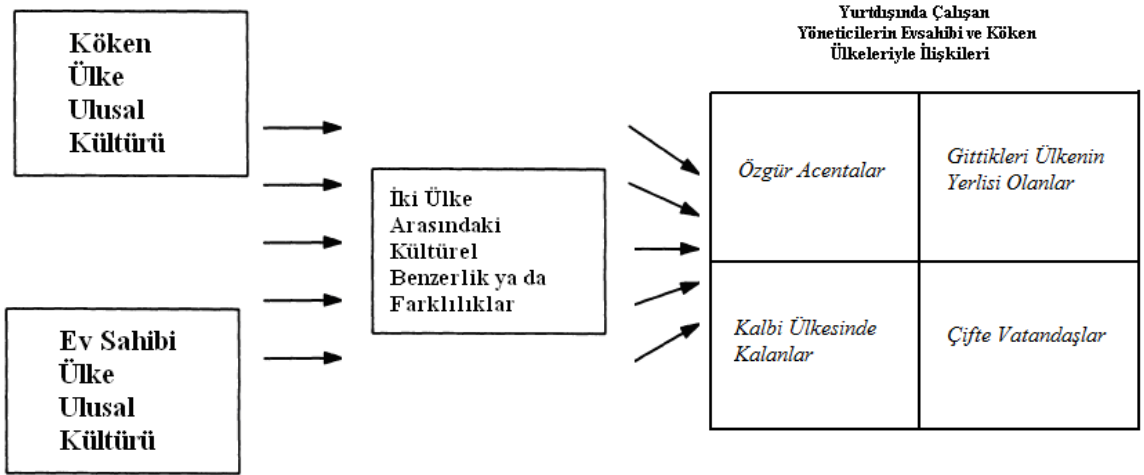 Köken
Ülke
Ulusal
Kültürü
Ev Sahibi
Ülke
Ulusal
Kültürü
İki Ülke
Arasındaki
Kültürel
Benzerlik ya da
Farklılıklar
Yurtdışında Çalışan
Yöneticilerin Evsahibi ve Köken
Ülkeleriyle İlişkileri
Özgür Acentalar
Gittikleri Ülkenin
Yerlisi Olanlar
Kalbi Ülkesinde
Kalanlar
Çifte Vatandaşlar